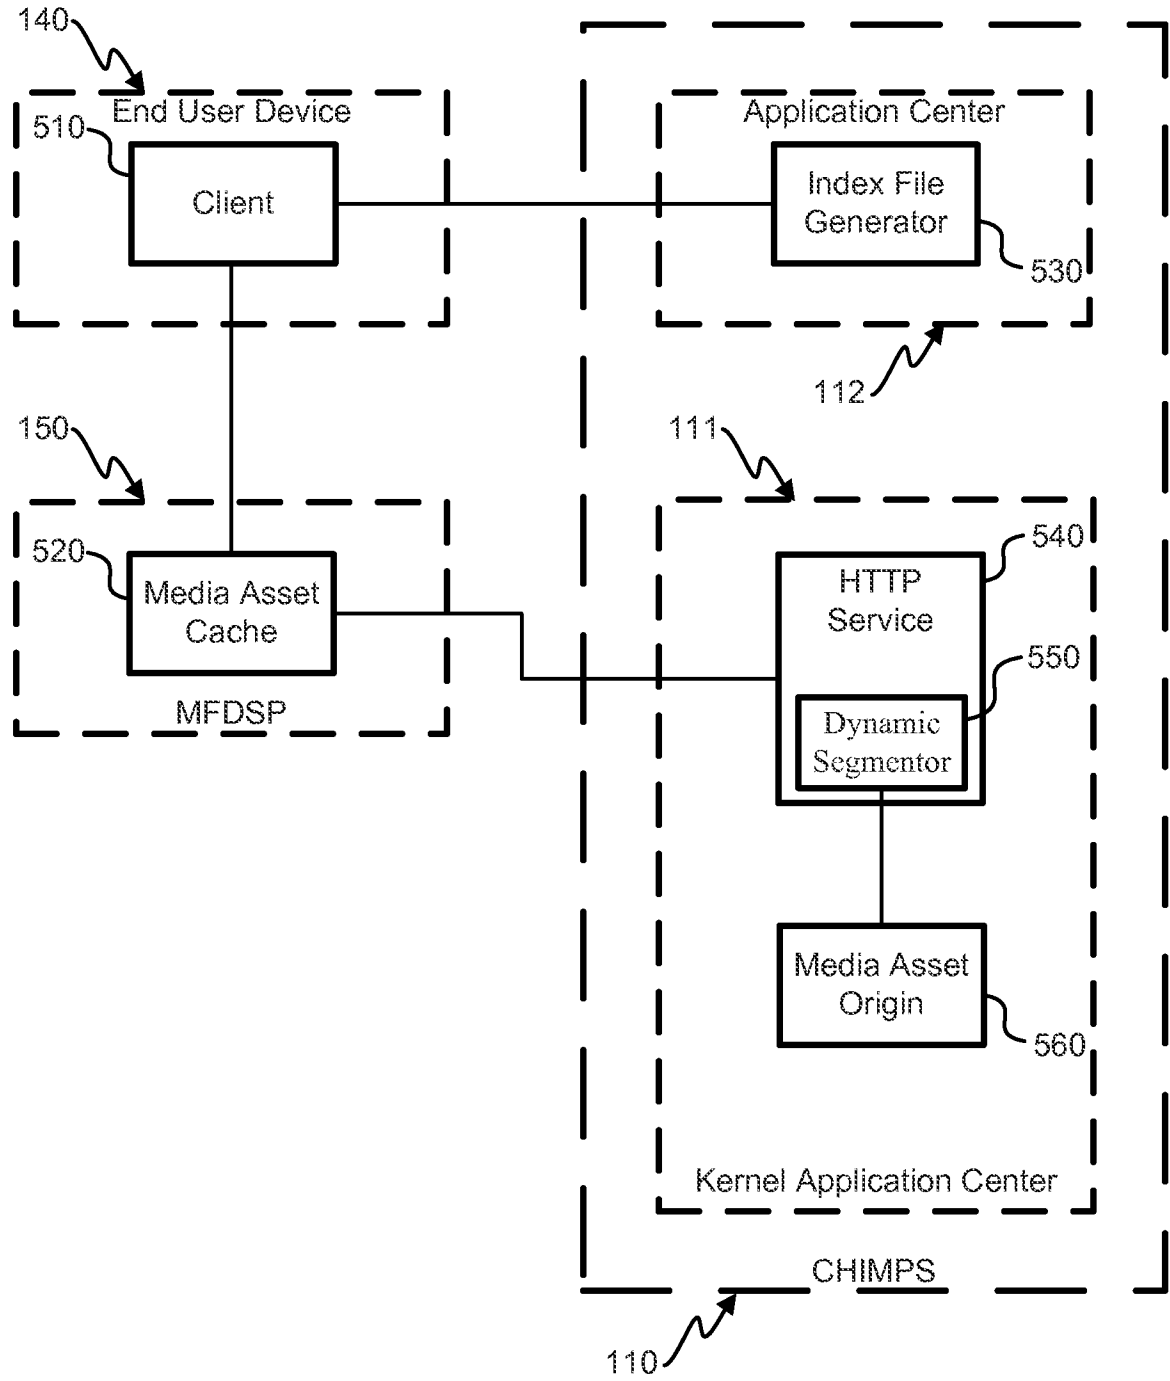 140
End User Device
510
Client
Application Center
Index File
Generator
530
112
150
520
Media Asset
Cache
MFDSP
111
540
HTTP
Service
550
Dynamic
Segmentor
Media Asset
Origin
560
Kernel Application Center
CHIMPS
110